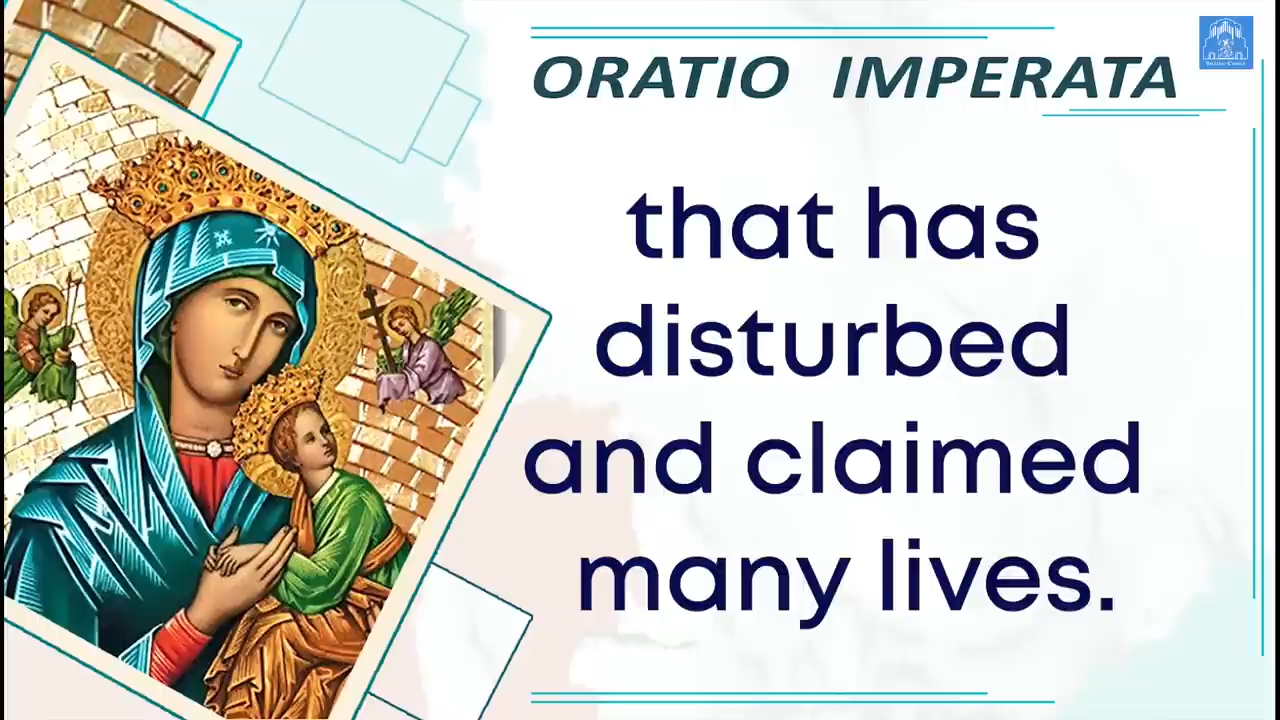 ORATIO IMPERATA
that has
disturbed
and claimed
many lives.